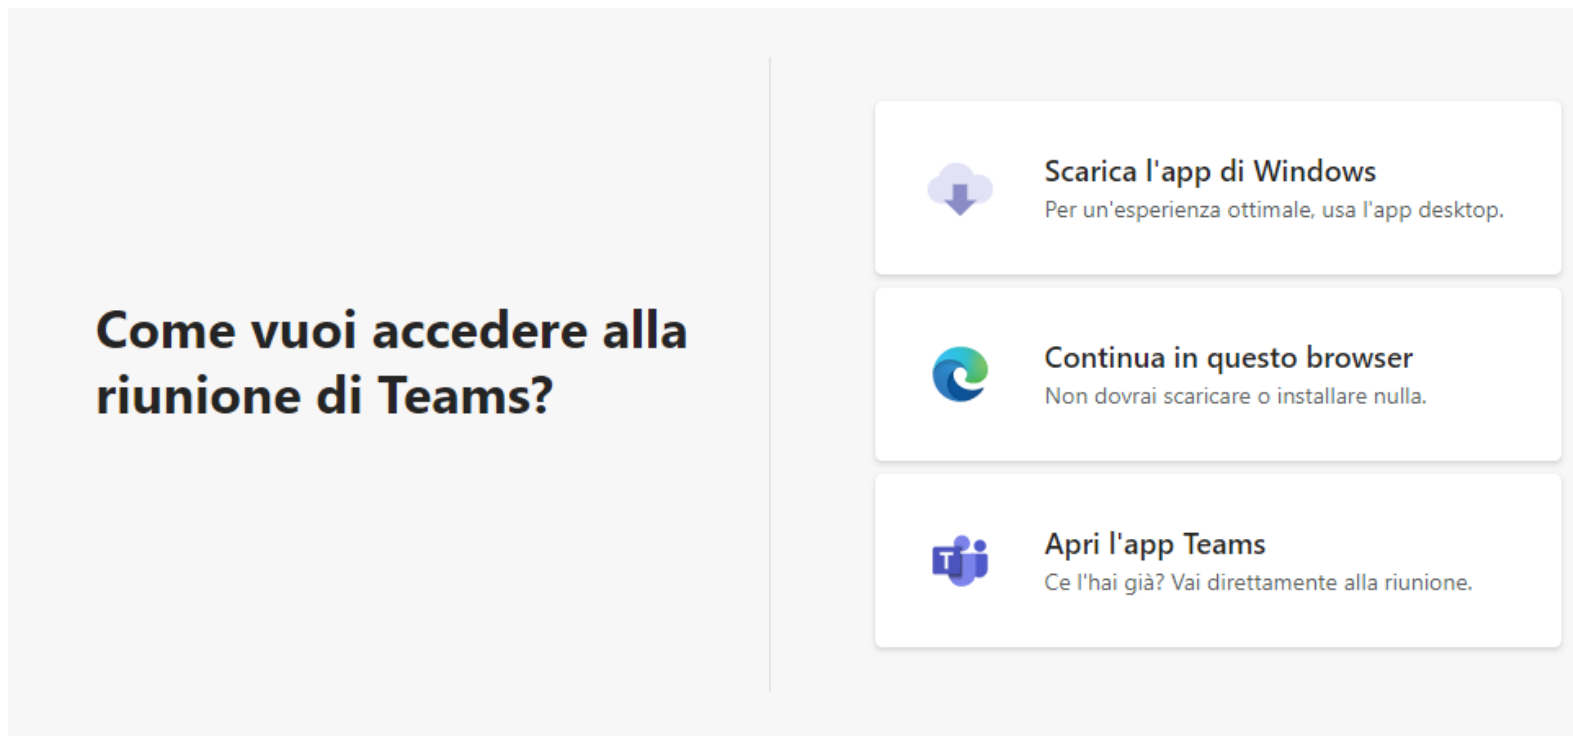 Come vuoi accedere alla
riunione di Teams?
Scarica l'app di Windows
Per un'esperienza ottimale, usa l'app desktop.
Continua in questo browser
Non dovrai scaricare o installare nulla.
T
Apri l'app Teams
Ce l'hai già? Vai direttamente alla riunione.